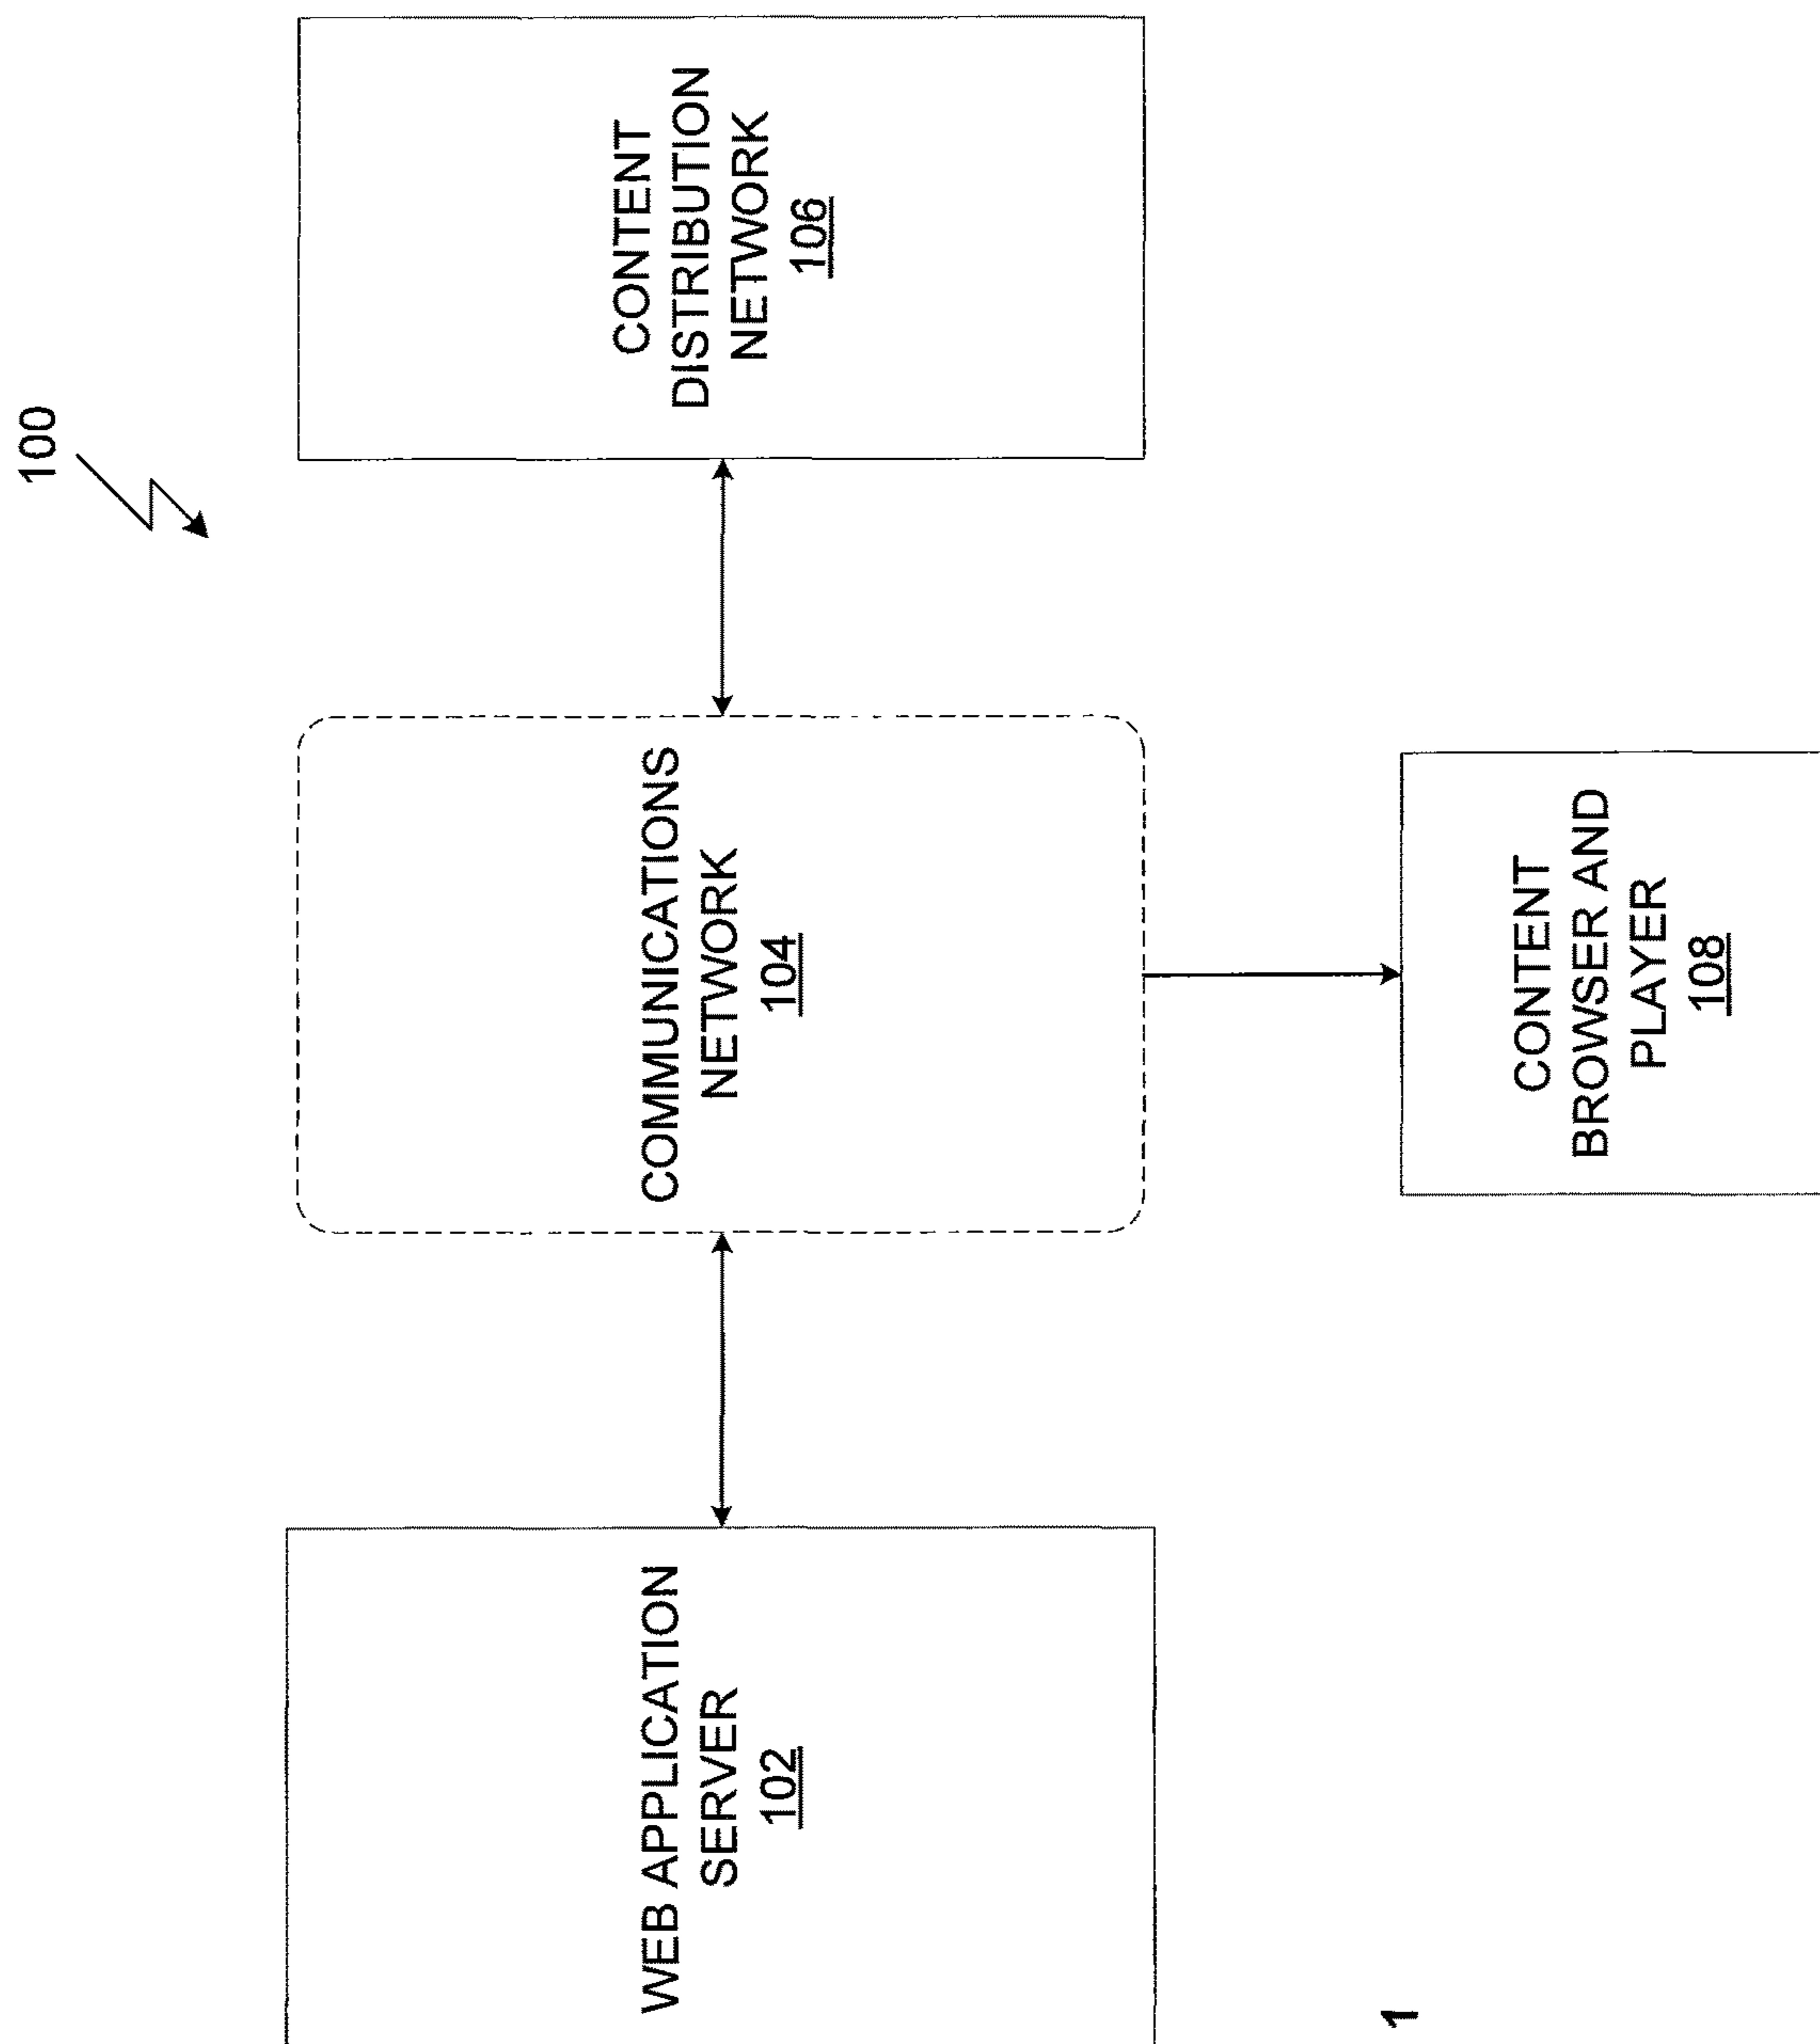 100
WEB APPLICATION
SERVER
102
COMMUNICATIONS
NETWORK
104
CONTENT
DISTRIBUTION
NETWORK
106
CONTENT
BROWSER AND
PLAYER
108
1